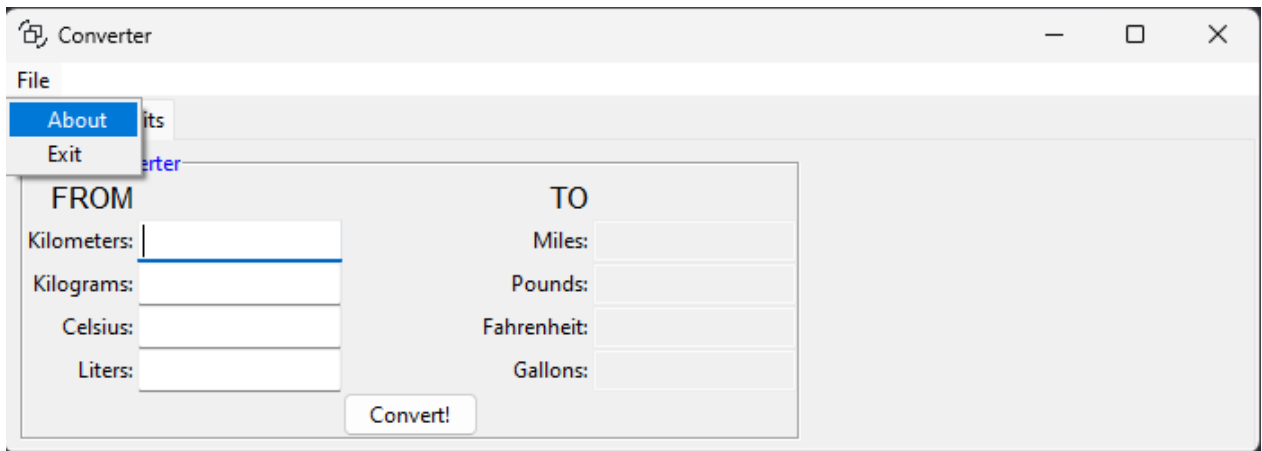 Converter
File
About its
Exit erter
FROM TO
Kilometers: Miles:
Kilograms: Pounds:
Celsius: Fahrenheit:
Liters: Gallons:
Convert!